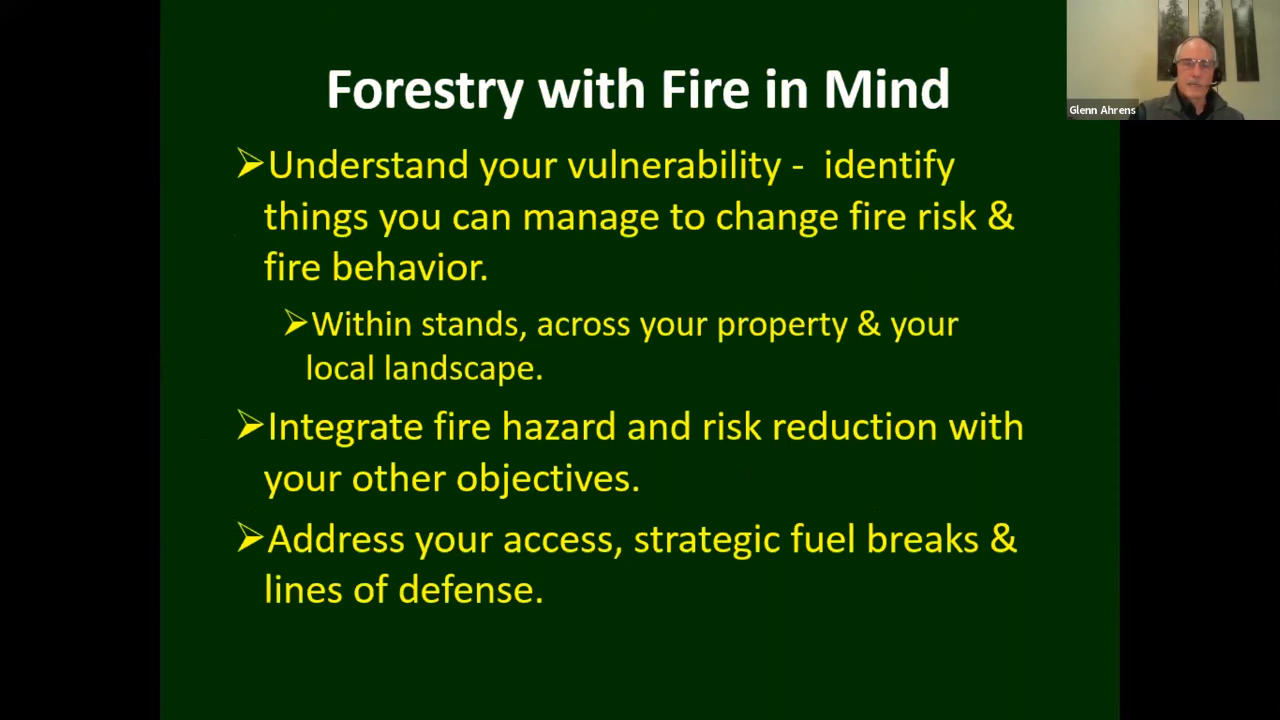 Forestry with Fire in Mind
➢Understand your vulnerability -  identify
things you can manage to change fire risk &
fire behavior.
➢Within stands, across your property & your
local landscape.
➢Integrate fire hazard and risk reduction with
your other objectives.
➢Address your access, strategic fuel breaks &
lines of defense.
Glenn Ahrens